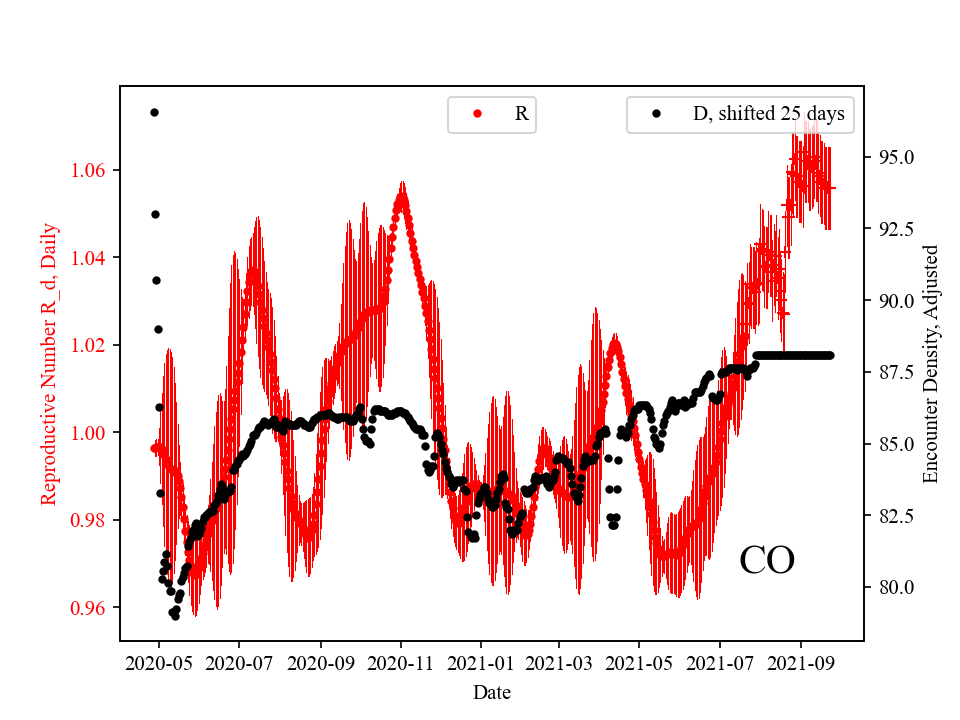 R
D, shifted 25 days
Reproductive Number R_d, Daily
1.06
1.04
1.02
1.00
0.98
0.96
95.0
92.5
90.0
87.5
85.0
82.5
80.0
Encounter Density, Adjusted
CO
2020-05 2020-07 2020-09 2020-11 2021-01 2021-03 2021-05 2021-07 2021-09
Date